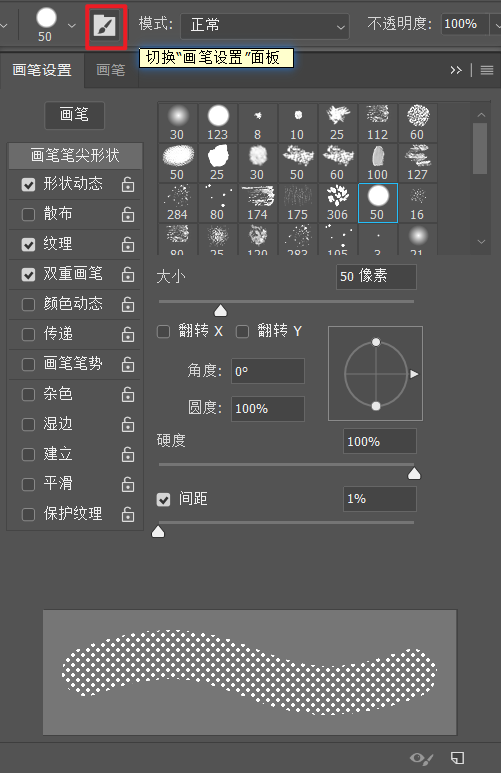 50 模式: 正常 不透明度: 100%
切换“画笔设置”面板
画笔设置 画笔
画笔
30 123 8 10 25 112 60
50 25 30 50 60 100 127
284 80 174 175 306 50 16
80 25 120 283 105 3 21
画笔笔尖形状
形状动态
散布
纹理
双重画笔
颜色动态
传递
画笔笔势
杂色
湿边
建立
平滑
保护纹理
大小 50 像素
翻转 X 翻转 Y
角度: 0°
圆度: 100%
硬度 100%
间距 1%